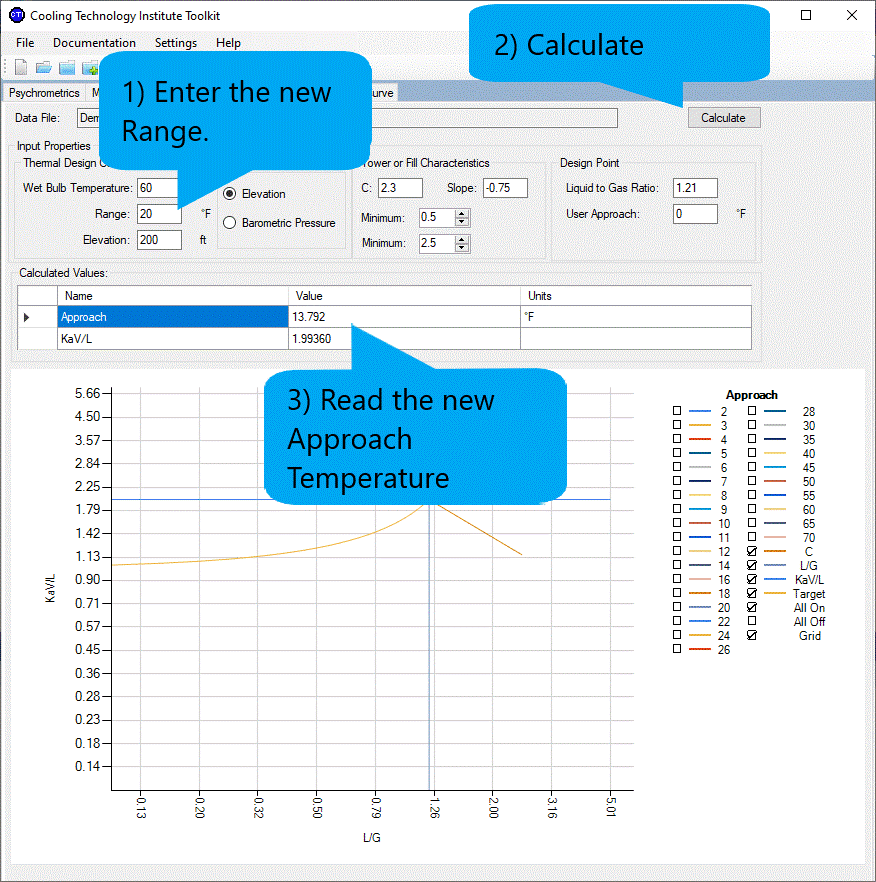 Cooling Technology Institute Toolkit
File Documentation Settings Help
2) Calculate
1) Enter the new
Range.
Psychrometrics
Data File:
Calculate
Input Properties
Thermal Design
Tower or Fill Characteristics
Design Point
Wet Bulb Temperature: 60
Elevation
C: 2.3 Slope: -0.75
Liquid to Gas Ratio: 1.21
Range: 20 °F
Barometric Pressure
Minimum: 0.5
User Approach: 0 °F
Elevation: 200 ft
Minimum: 2.5
Calculated Values:
Name Value Units
Approach 13.792 °F
KaV/L 1.99360
3) Read the new
Approach
Temperature
5.66
4.50
3.57
2.84
2.25
1.79
1.42
1.13
0.90
0.71
0.57
0.45
0.36
0.28
0.23
0.18
0.14
KaV/L
0.13 0.20 0.32 0.50 0.79 1.26 2.00 3.16 5.01
L/G
Approach
2 28
3 30
4 35
5 40
6 45
7 50
8 55
9 60
10 65
11 70
12 C
14 L/G
16 KaV/L
18 Target
20 All On
22 All Off
24 Grid
26